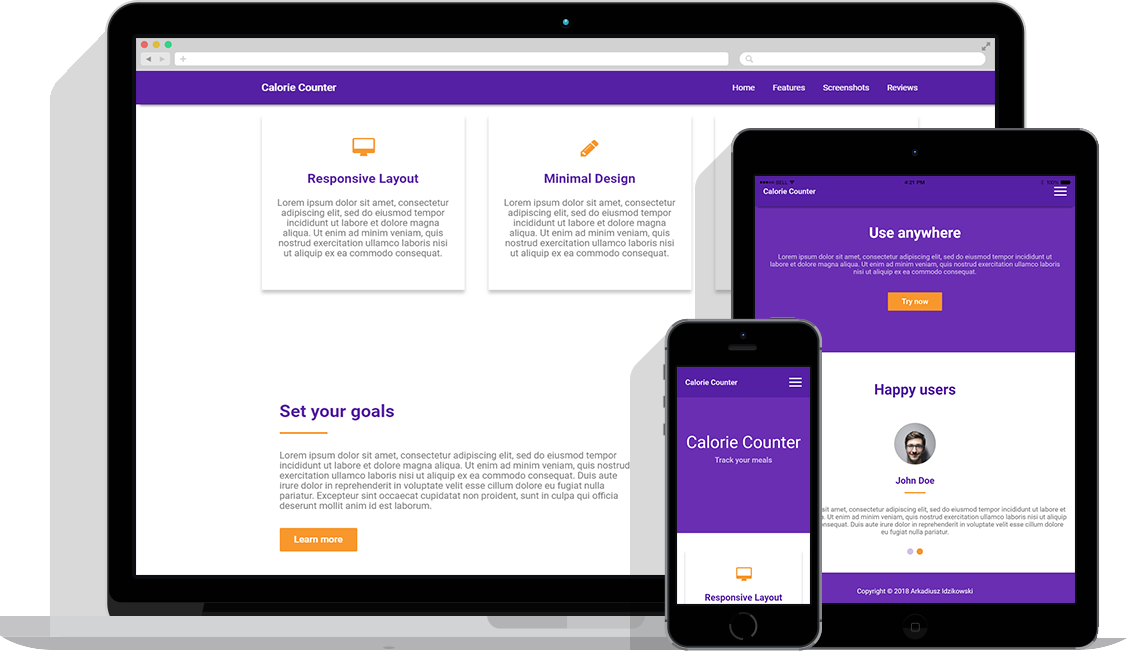 Calorie Counter
Home
Features
Screenshots
Reviews
Responsive Layout
Lorem ipsum dolor sit amet, consectetur
adipiscing elit, sed do eiusmod tempor
incididunt ut labore et dolore magna
aliqua. Ut enim ad minim veniam, quis
nostrud exercitation ullamco laboris nisi
ut aliquip ex ea commodo consequat.
Minimal Design
Lorem ipsum dolor sit amet, consectetur
adipiscing elit, sed do eiusmod tempor
incididunt ut labore et dolore magna
aliqua. Ut enim ad minim veniam, quis
nostrud exercitation ullamco laboris nisi
ut aliquip ex ea commodo consequat.
Set your goals
Lorem ipsum dolor sit amet, consectetur adipiscing elit, sed do eiusmod tempor
incididunt ut labore et dolore magna aliqua. Ut enim ad minim veniam, quis nostrud
exercitation ullamco laboris nisi ut aliquip ex ea commodo consequat. Duis aute
irure dolor in reprehenderit in voluptate velit esse cillum dolore eu fugiat nulla
pariatur. Excepteur sint occaecat cupidatat non proident, sunt in culpa qui officia
deserunt mollit anim id est laborum.
Learn more
Calorie Counter
Calorie Counter
Track your meals
Responsive Layout
SELL
4:21 PM
100%
Calorie Counter
Use anywhere
Lorem ipsum dolor sit amet, consectetur adipiscing elit, sed do eiusmod tempor incididunt ut
labore et dolore magna aliqua. Ut enim ad minim veniam, quis nostrud exercitation ullamco laboris
nisi ut aliquip ex ea commodo consequat.
Try now
Happy users
John Doe
sit amet, consectetur adipiscing elit, sed do eiusmod tempor incididunt ut labore et
aliqua. Ut enim ad minim veniam, quis nostrud exercitation ullamco laboris nisi ut aliquip
consequat. Duis aute irure dolor in reprehenderit in voluptate velit esse cillum dolore
eu fugiat nulla pariatur.
Copyright © 2018 Arkadiusz Idzikowski